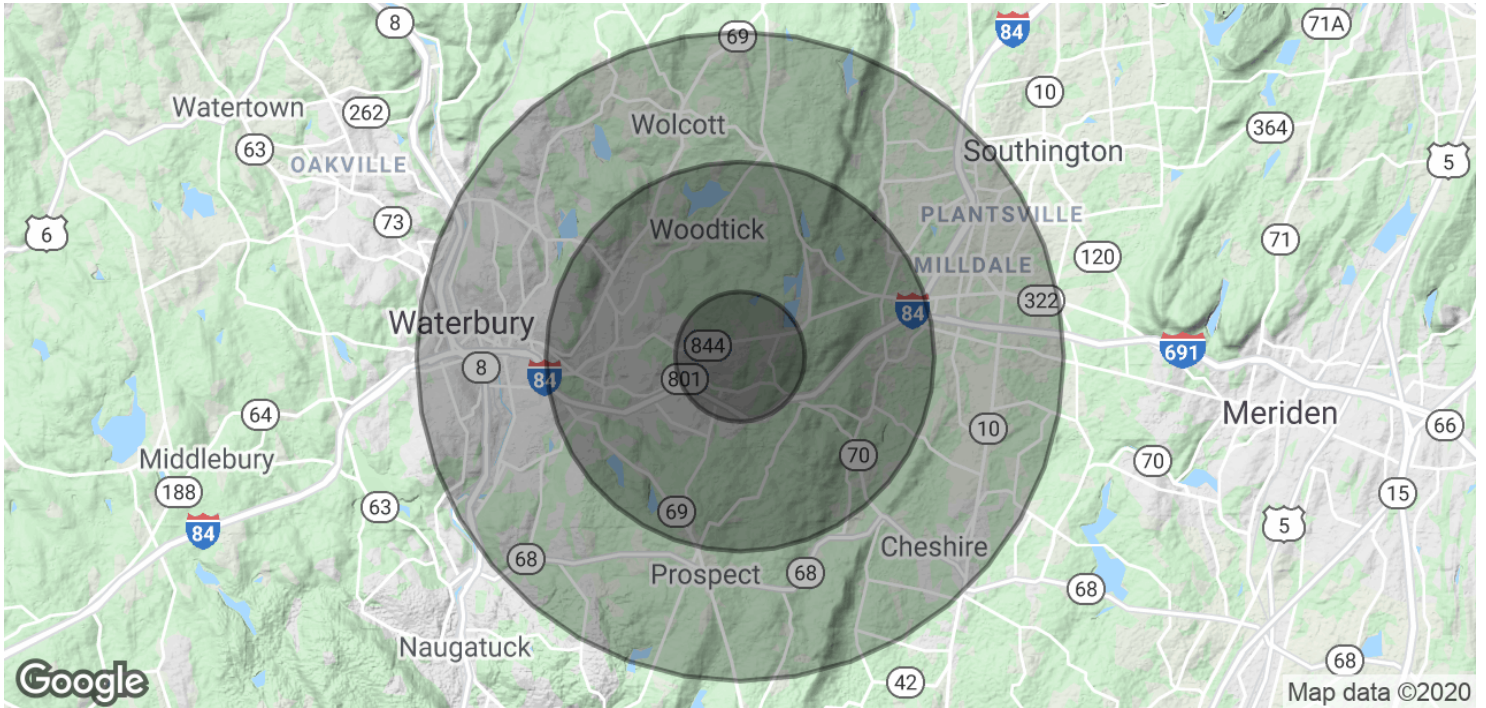 8
69
84
71A
Watertown
262
10
Wolcott
364
63
OAKVILLE
Southington
5
6
73
Woodtick
PLANTSVILLE
71
MILLDALE
120
Waterbury
84
322
844
691
8
84
801
64
10
Meriden
66
Middlebury
70
70
188
63
69
15
84
5
68
Prospect
68
Cheshire
68
Naugatuck
68
Google
42
Map data ©2020